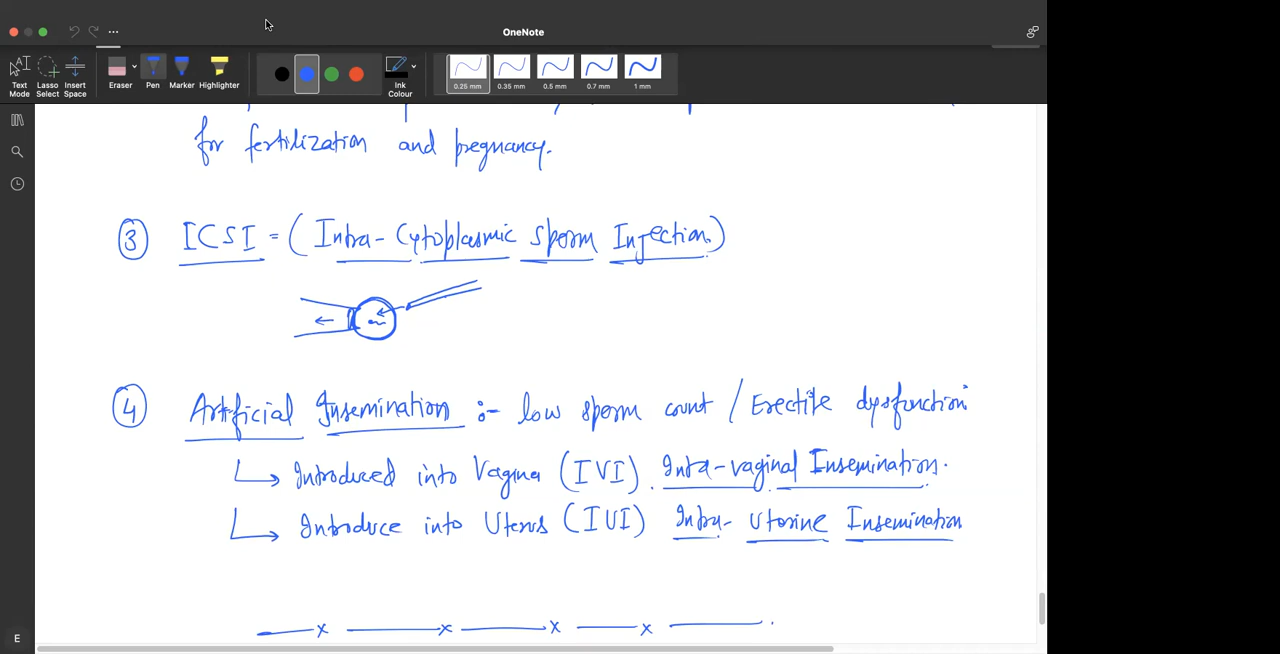 OneNote
Text Mode
Lasso Select
Insert Space
Eraser
Pen
Marker
Highlighter
Ink Colour
0.25 mm
0.35 mm
0.5 mm
0.7 mm
1 mm
for fertilization and pregnancy.
③ ICSI = (Intra-Cytoplasmic Sperm Injection.)
④ Artificial Insemination :- low sperm count / Erectile dysfunction
↳ Introduced into Vagina (IVI). Intra-vaginal Insemination.
↳ Introduce into Uterus (IUI) Intra-Uterine Insemination
E